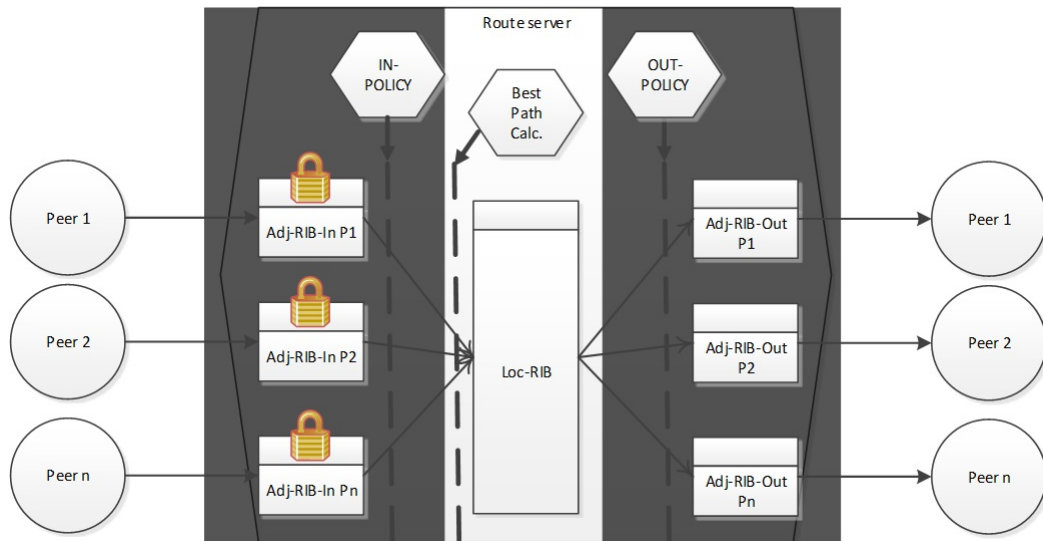 Route server
IN-
POLICY
Best
Path
Calc.
OUT-
POLICY
Peer 1
Adj-RIB-In P1
Adj-RIB-Out
P1
Peer 1
Peer 2
Adj-RIB-In P2
Loc-RIB
Adj-RIB-Out
P2
Peer 2
Peer n
Adj-RIB-In Pn
Adj-RIB-Out
Pn
Peer n